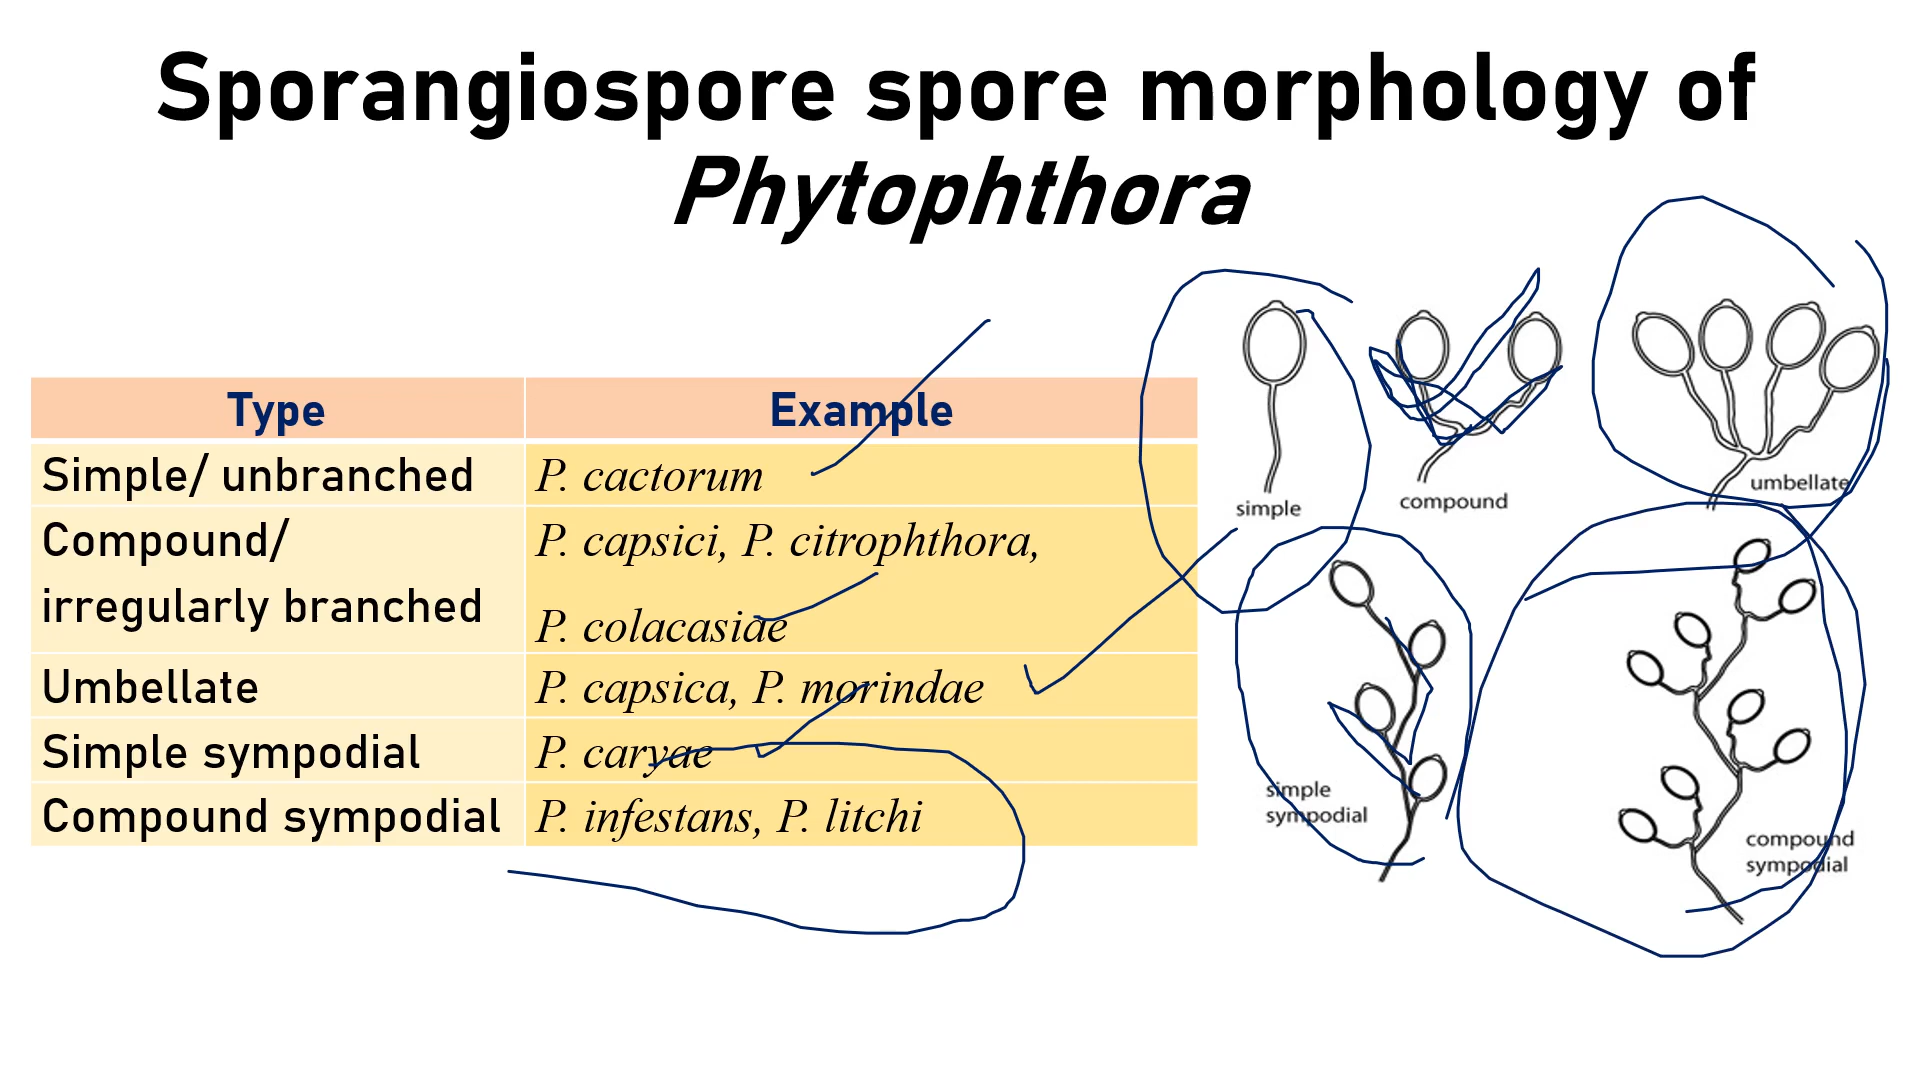 Sporangiospore spore morphology of
Phytophthora
Type Example
Simple/ unbranched P. cactorum
Compound/ P. capsici, P. citrophthora,
irregularly branched P. colacasiae
Umbellate P. capsica, P. morindae
Simple sympodial P. caryae
Compound sympodial P. infestans, P. litchi
simple
compound
umbellate
simple
sympodial
compound
sympodial